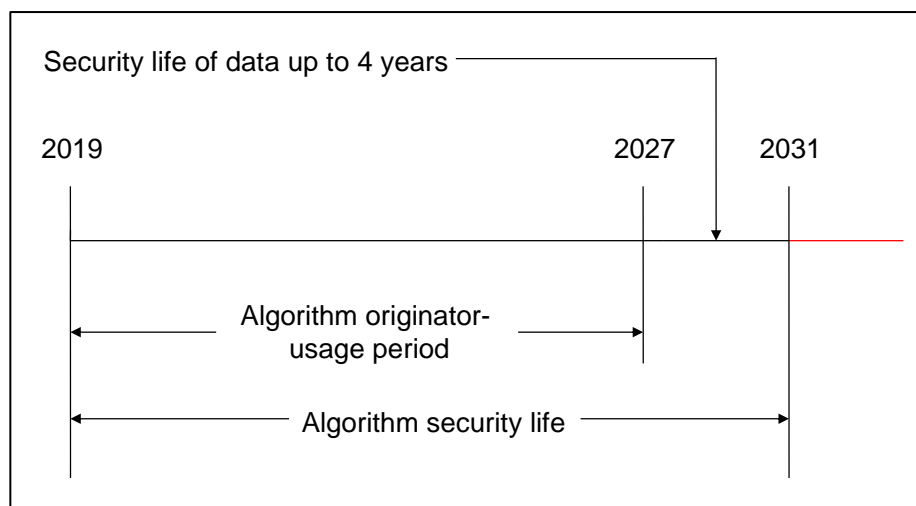 Security life of data up to 4 years
2019
2027
2031
Algorithm originator-
usage period
Algorithm security life